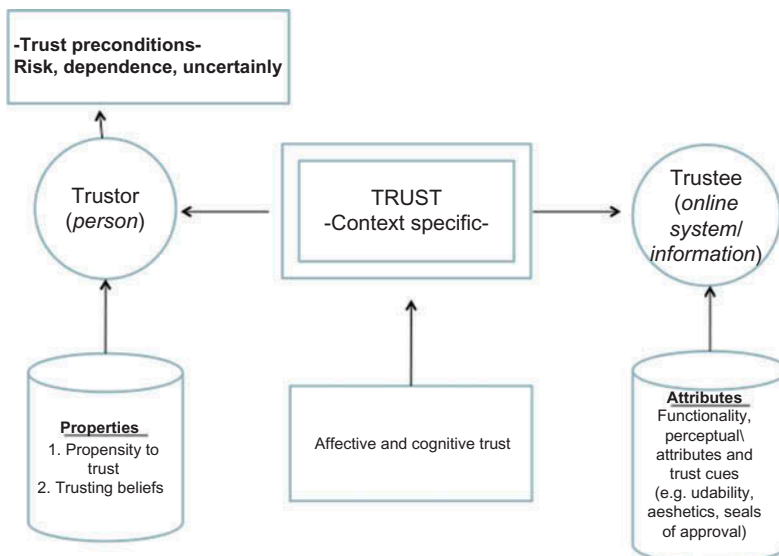 -Trust preconditions-
Risk, dependence, uncertainly
Trustor
(person)
TRUST
-Context specific-
Trustee
(online
system/
information)
Properties
1. Propensity to
trust
2. Trusting beliefs
Affective and cognitive trust
Attributes
Functionality,
perceptual\
attributes and
trust cues
(e.g. udability,
aeshetics, seals
of approval)